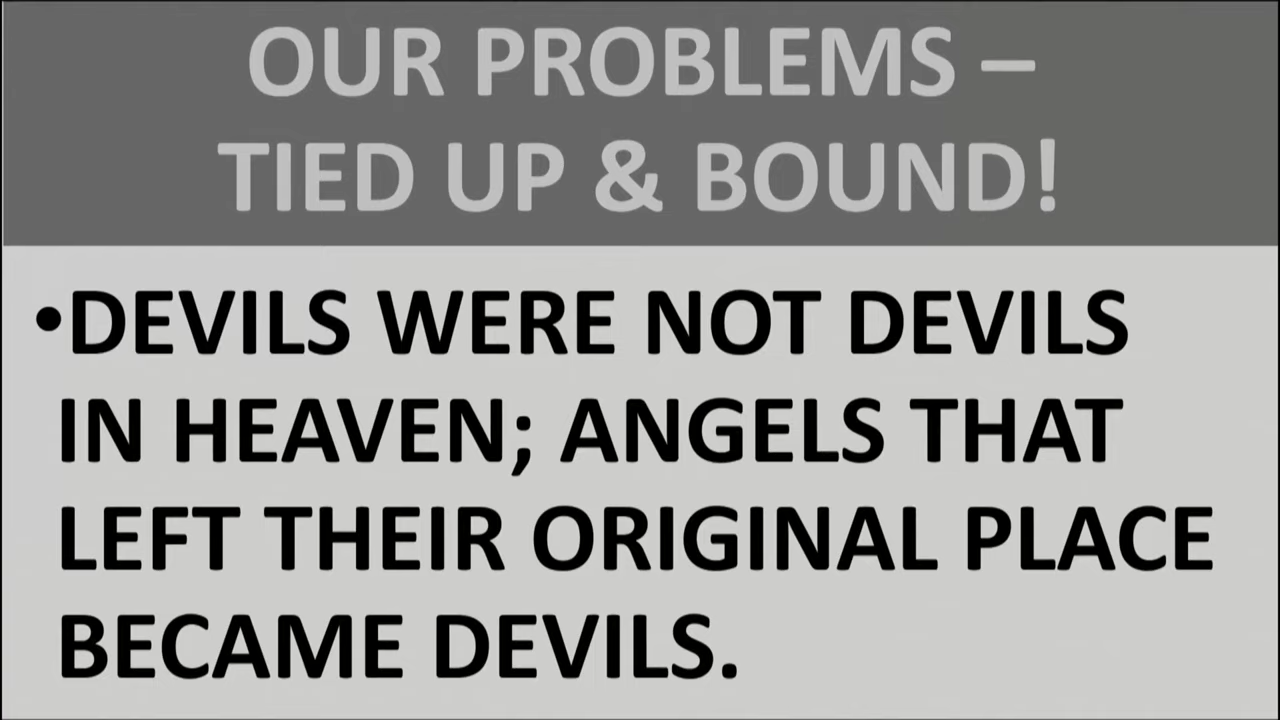 OUR PROBLEMS –
TIED UP & BOUND!
•DEVILS WERE NOT DEVILS
IN HEAVEN; ANGELS THAT
LEFT THEIR ORIGINAL PLACE
BECAME DEVILS.